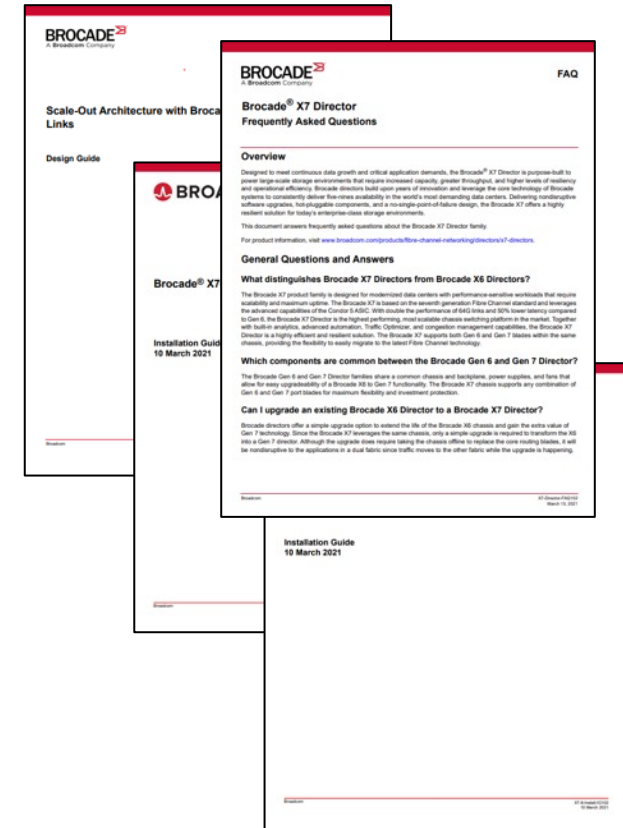 BROCADE
A Broadcom Company
Scale-Out Architecture with Broca
Links
Design Guide
Broadcom
BRO
Brocade® X7
Installation Guid
10 March 2021
Broadcom
BROCADE
A Broadcom Company
FAQ
Brocade® X7 Director
Frequently Asked Questions
Overview
Designed to meet continuous data growth and critical application demands, the Brocade® X7 Director is purpose-built to
power large-scale storage environments that require increased capacity, greater throughput, and higher levels of resiliency
and operational efficiency. Brocade directors build upon years of innovation and leverage the core technology of Brocade
systems to consistently deliver five-nines availability in the world's most demanding data centers. Delivering nondisruptive
software upgrades, hot-pluggable components, and a no-single-point-of-failure design, the Brocade X7 offers a highly
resilient solution for today's enterprise-class storage environments.
This document answers frequently asked questions about the Brocade X7 Director family.
For product information, visit www.broadcom.com/products/fibre-channel-networking/directors/x7-directors.
General Questions and Answers
What distinguishes Brocade X7 Directors from Brocade X6 Directors?
The Brocade X7 product family is designed for modernized data centers with performance-sensitive workloads that require
scalability and maximum uptime. The Brocade X7 is based on the seventh generation Fibre Channel standard and leverages
the advanced capabilities of the Condor 5 ASIC. With double the performance of 64G links and 50% lower latency compared
to Gen 6, the Brocade X7 Director is the highest performing, most scalable chassis switching platform in the market. Together
with built-in analytics, advanced automation, Traffic Optimizer, and congestion management capabilities, the Brocade X7
Director is a highly efficient and resilient solution. The Brocade X7 supports both Gen 6 and Gen 7 blades within the same
chassis, providing the flexibility to easily migrate to the latest Fibre Channel technology.
Which components are common between the Brocade Gen 6 and Gen 7 Director?
The Brocade Gen 6 and Gen 7 Director families share a common chassis and backplane, power supplies, and fans that
allow for easy upgradeability of a Brocade X6 to Gen 7 functionality. The Brocade X7 chassis supports any combination of
Gen 6 and Gen 7 port blades for maximum flexibility and investment protection.
Can I upgrade an existing Brocade X6 Director to a Brocade X7 Director?
Brocade directors offer a simple upgrade option to extend the life of the Brocade X6 chassis and gain the extra value of
Gen 7 technology. Since the Brocade X7 leverages the same chassis, only a simple upgrade is required to transform the X6
into a Gen 7 director. Although the upgrade does require taking the chassis offline to replace the core routing blades, it will
be nondisruptive to the applications in a dual fabric since traffic moves to the other fabric while the upgrade is happening.
Broadcom
March 15, 2021
Installation Guide
10 March 2021
Broadcom
10 March 2021